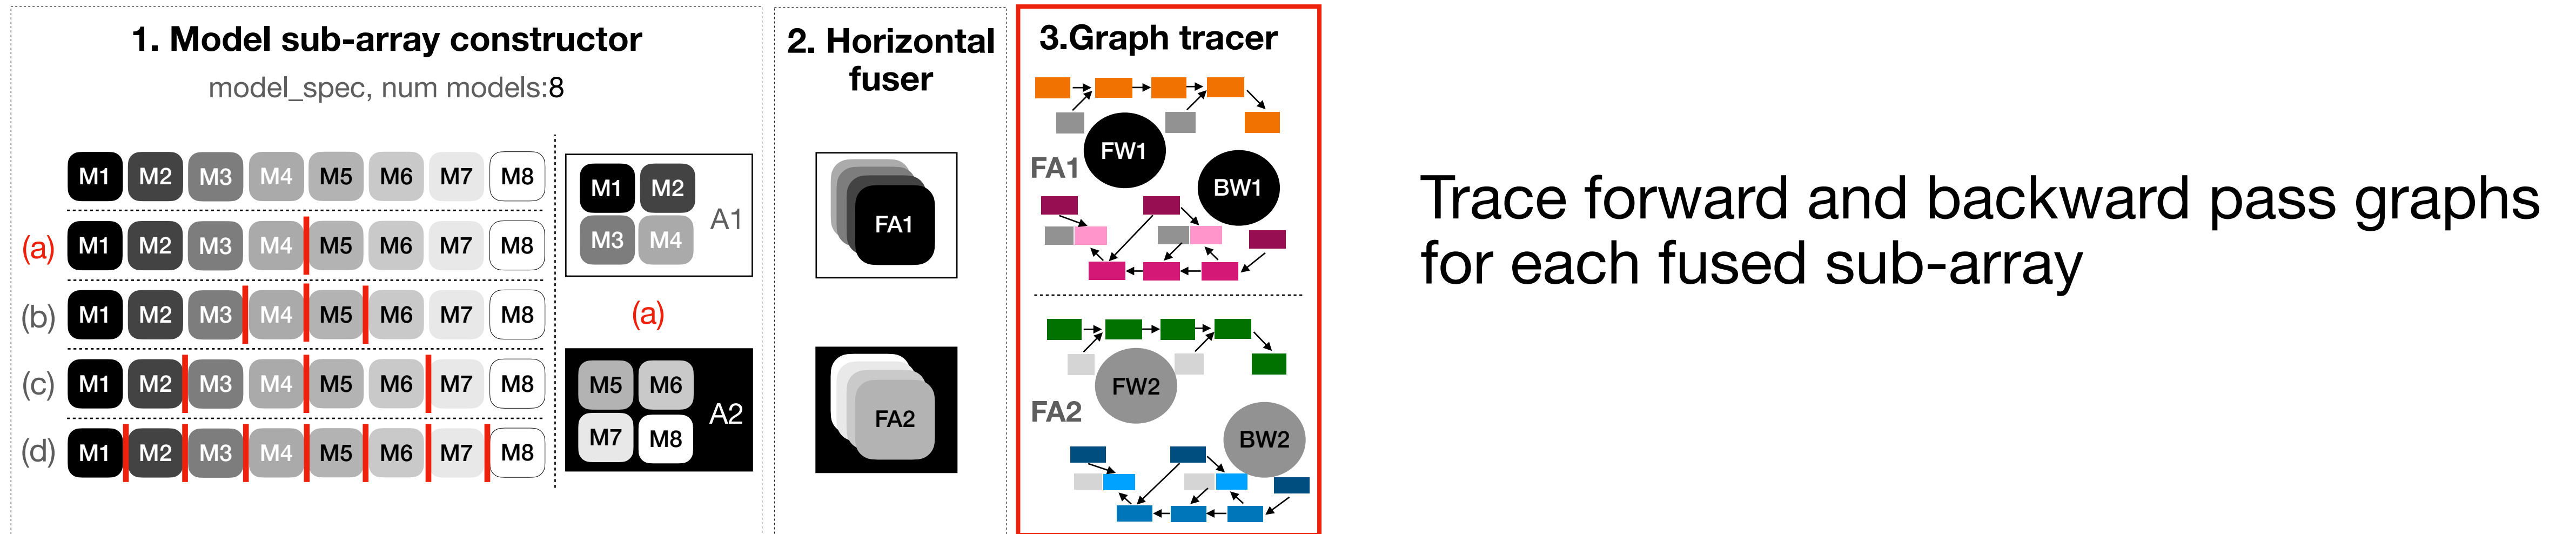 1. Model sub-array constructor
model_spec, num models:8
M1 M2 M3 M4 M5 M6 M7 M8
(a) M1 M2 M3 M4 M5 M6 M7 M8
(b) M1 M2 M3 M4 M5 M6 M7 M8
(c) M1 M2 M3 M4 M5 M6 M7 M8
(d) M1 M2 M3 M4 M5 M6 M7 M8
M1 M2
A1
M3 M4
(a)
M5 M6
A2
M7 M8
2. Horizontal
fuser
FA1
FA2
3.Graph tracer
FW1
FA1
BW1
FW2
FA2
BW2
Trace forward and backward pass graphs
for each fused sub-array